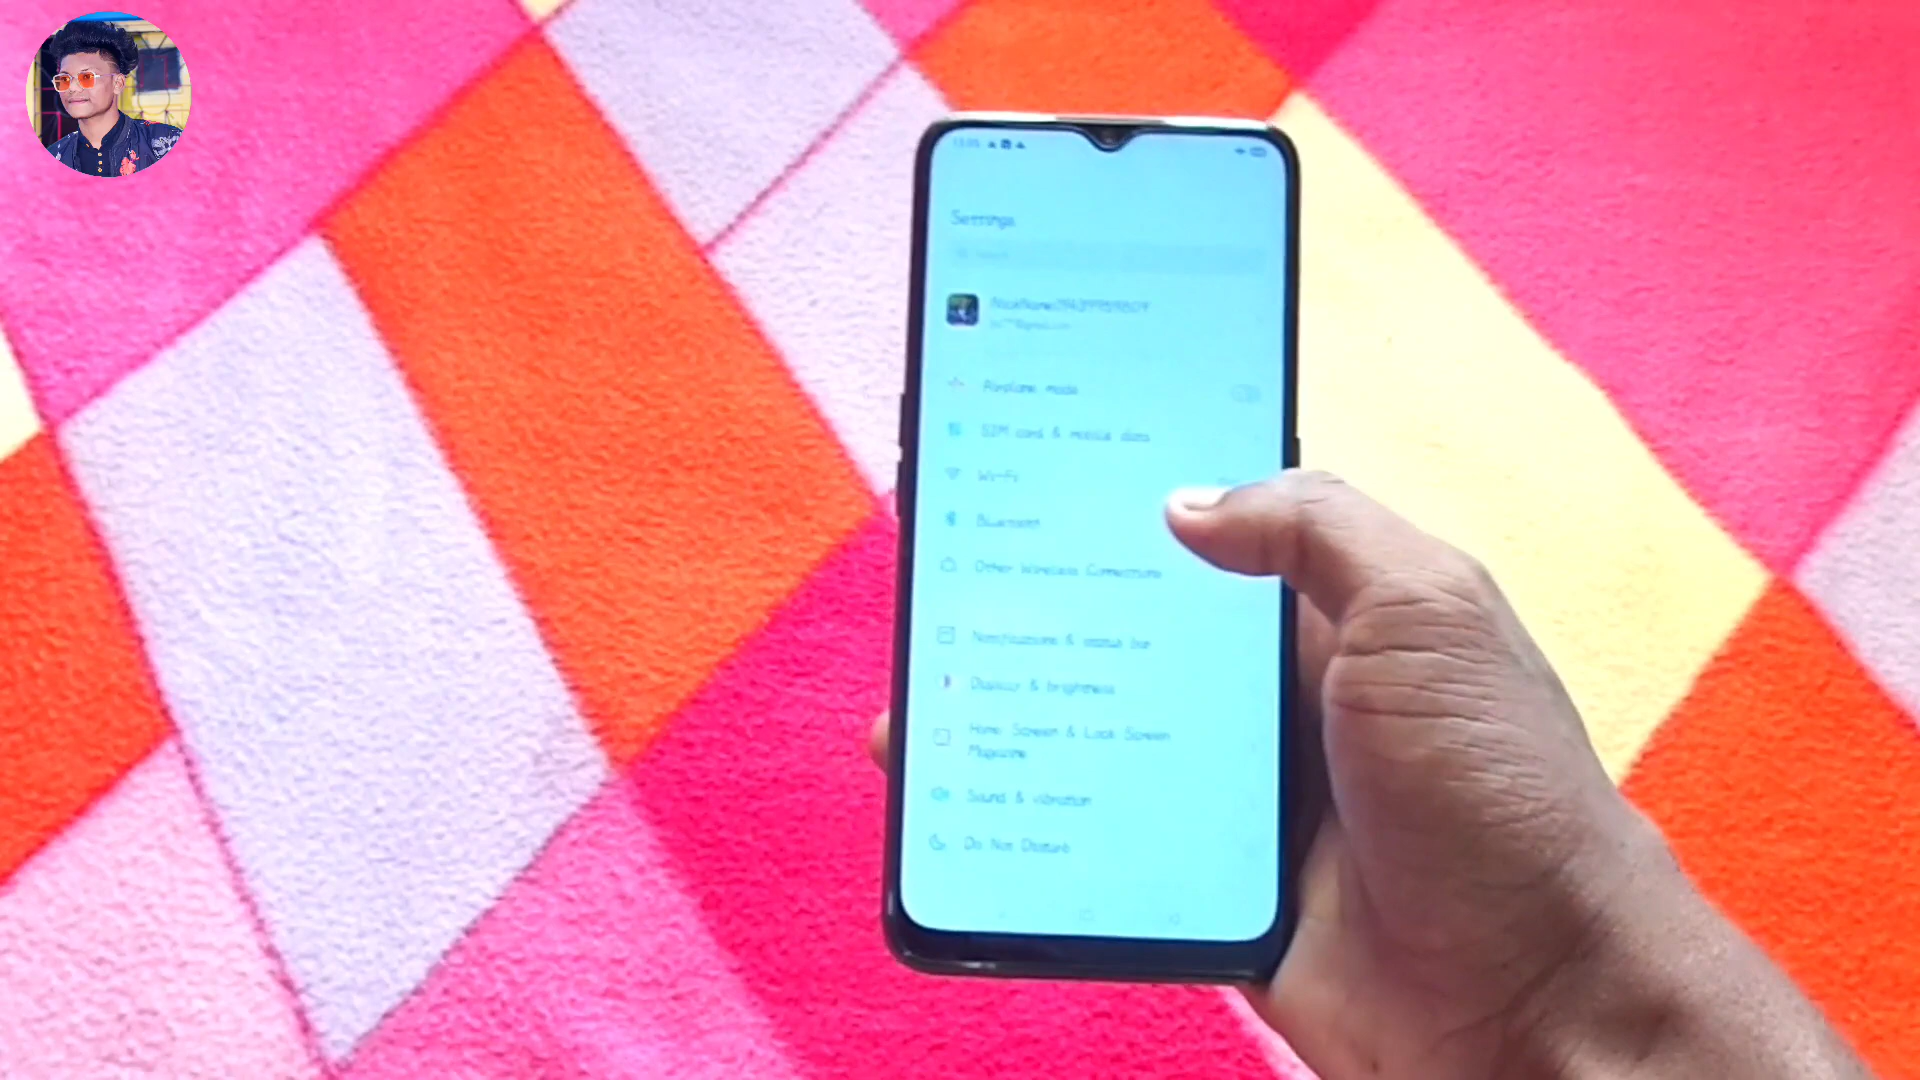 Settings
Airplane mode
SIM card & mobile data
Wi-Fi
Bluetooth
Other Wireless Connections
Notifications & status bar
Display & brightness
Home Screen & Lock Screen
Magazine
Sound & vibration
Do Not Disturb